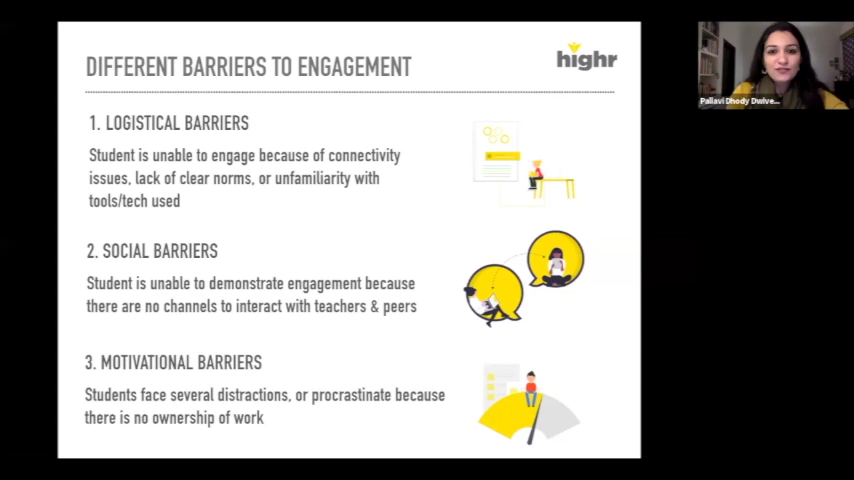 DIFFERENT BARRIERS TO ENGAGEMENT
highr
1. LOGISTICAL BARRIERS
Student is unable to engage because of connectivity
issues, lack of clear norms, or unfamiliarity with
tools/tech used
2. SOCIAL BARRIERS
Student is unable to demonstrate engagement because
there are no channels to interact with teachers & peers
3. MOTIVATIONAL BARRIERS
Students face several distractions, or procrastinate because
there is no ownership of work
Pallavi Dhody Dwive...